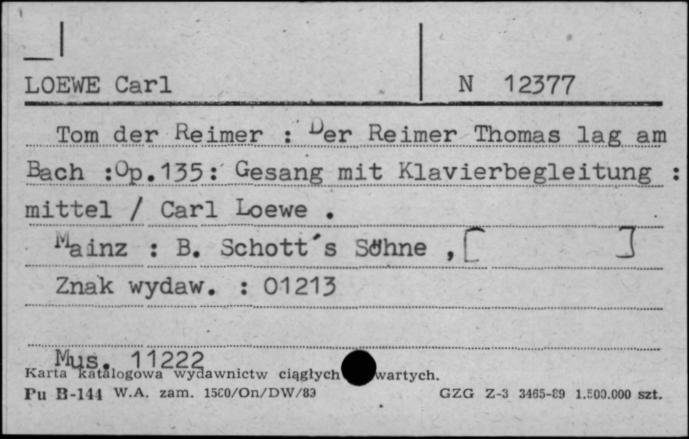 LOEWE Carl N 12377
Tom der Reimer : Der Reimer Thomas lag am
Bach :Op.135: Gesang mit Klavierbegleitung :
mittel / Carl Loewe .
Mainz : B. Schott´s Söhne ,[ ]
Znak wydaw. : 01213
Mus. 11222
Karta katalogowa wydawnictw ciągłych wartych.
Pu B-144 W.A. zam. 1500/On/DW/89 GZG Z-3 3465-89 1.500.000 szt.